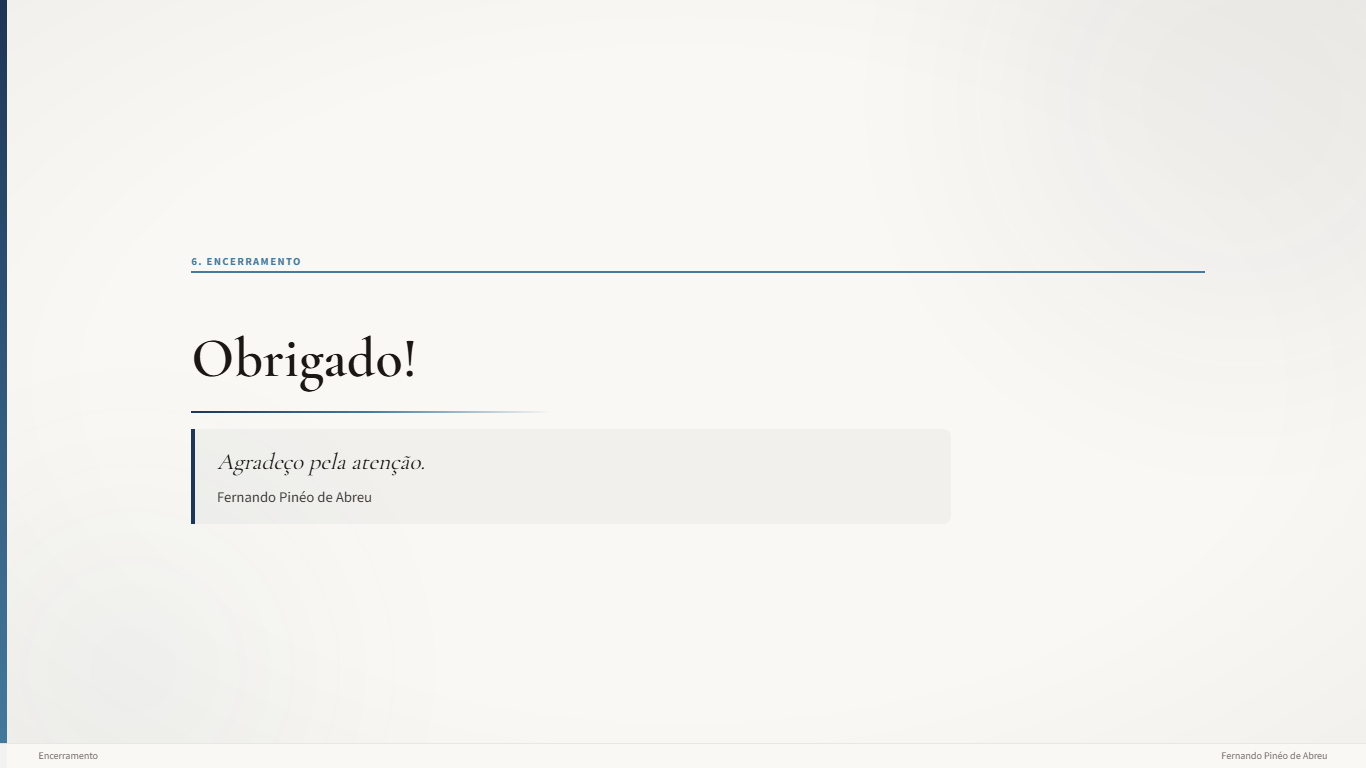 6. ENCERRAMENTO
Obrigado!
Agradeço pela atenção.
Fernando Pinéo de Abreu
Encerramento
Fernando Pinéo de Abreu